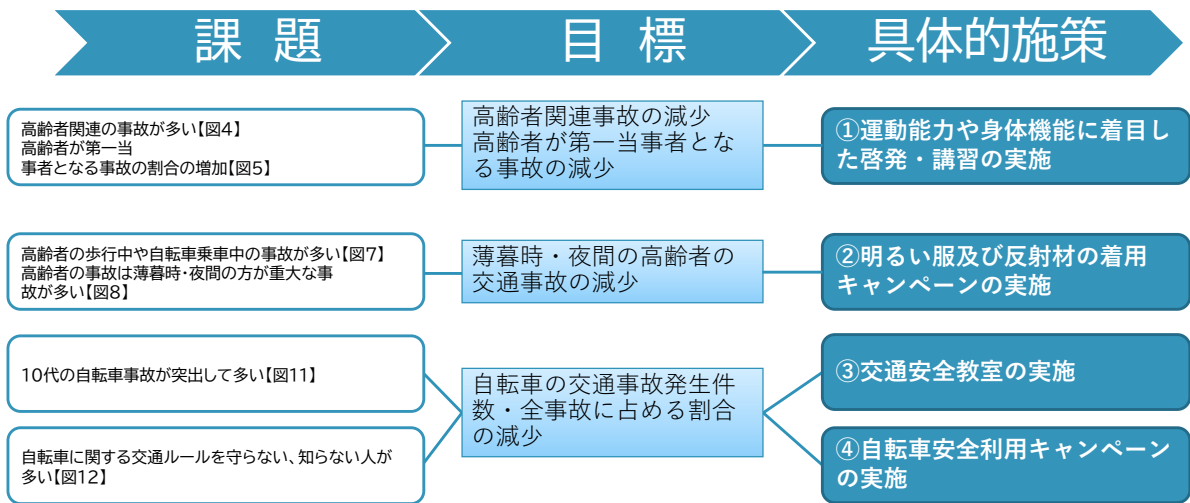 課 題
目 標
具体的施策
高齢者関連の事故が多い【図4】
高齢者が第一当
事者となる事故の割合の増加【図5】
高齢者関連事故の減少
高齢者が第一当事者とな
る事故の減少
①運動能力や身体機能に着目し
た啓発・講習の実施
高齢者の歩行中や自転車乗車中の事故が多い【図7】
高齢者の事故は薄暮時・夜間の方が重大な事
故が多い【図8】
薄暮時・夜間の高齢者の
交通事故の減少
②明るい服及び反射材の着用
キャンペーンの実施
10代の自転車事故が突出して多い【図11】
自転車に関する交通ルールを守らない、知らない人が
多い【図12】
自転車の交通事故発生件
数・全事故に占める割合
の減少
③交通安全教室の実施
④自転車安全利用キャンペーン
の実施